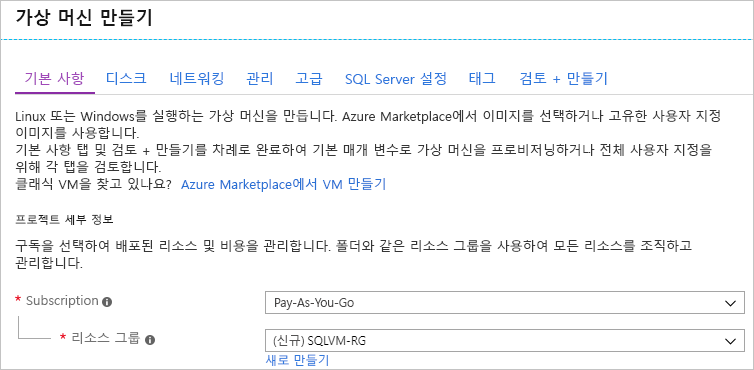 가상 머신 만들기
기본 사항 디스크 네트워킹 관리 고급 SQL Server 설정 태그 검토 + 만들기
Linux 또는 Windows를 실행하는 가상 머신을 만듭니다. Azure Marketplace에서 이미지를 선택하거나 고유한 사용자 지정
이미지를 사용합니다.
기본 사항 탭 및 검토 + 만들기를 차례로 완료하여 기본 매개 변수로 가상 머신을 프로비저닝하거나 전체 사용자 지정을
위해 각 탭을 검토합니다.
클래식 VM을 찾고 있나요? Azure Marketplace에서 VM 만들기
프로젝트 세부 정보
구독을 선택하여 배포된 리소스 및 비용을 관리합니다. 폴더와 같은 리소스 그룹을 사용하여 모든 리소스를 조직하고
관리합니다.
* Subscription Pay-As-You-Go
* 리소스 그룹 (신규) SQLVM-RG
새로 만들기